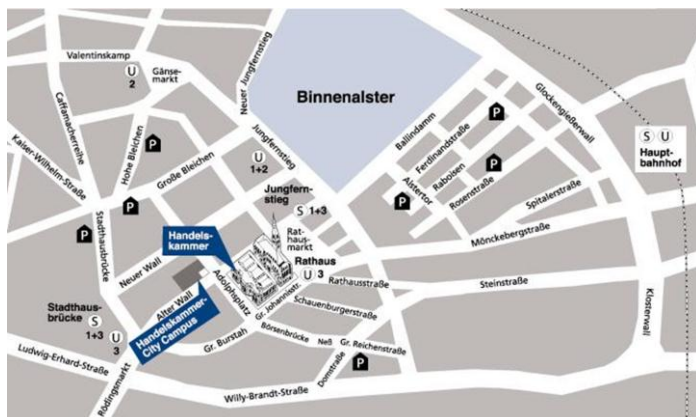 Valentinskamp
U
2
Gänse-
markt
Neuer Jungfernstieg
Binnenalster
Glockengießerwall
Caffamacherreihe
Kaiser-Wilhelm-Straße
Hohe Bleichen
Große Bleichen
Jungfernstieg
U
1+2
Ballindamm
Ferdinandstraße
Alstertor
Raboisen
Rosenstraße
P
P
P
P
P
P
P
S U
Haupt-
bahnhof
Spitalerstraße
Mönckebergstraße
Jungfern-
stieg
S 1+3
Rat-
haus-
markt
Rathaus
U 3
Handels-
kammer
Stadthausbrücke
Neuer Wall
Alter Wall
Adolphsplatz
Gr. Johannisstr.
Rathausstraße
Steinstraße
Schauenburgerstraße
Klosterwall
Handelskammer-
City Campus
Stadthaus-
brücke
S
1+3
U
3
Gr. Burstah
Börsenbrücke
Neß
Gr. Reichenstraße
Domstraße
Ludwig-Erhard-Straße
Rödingsmarkt
Willy-Brandt-Straße